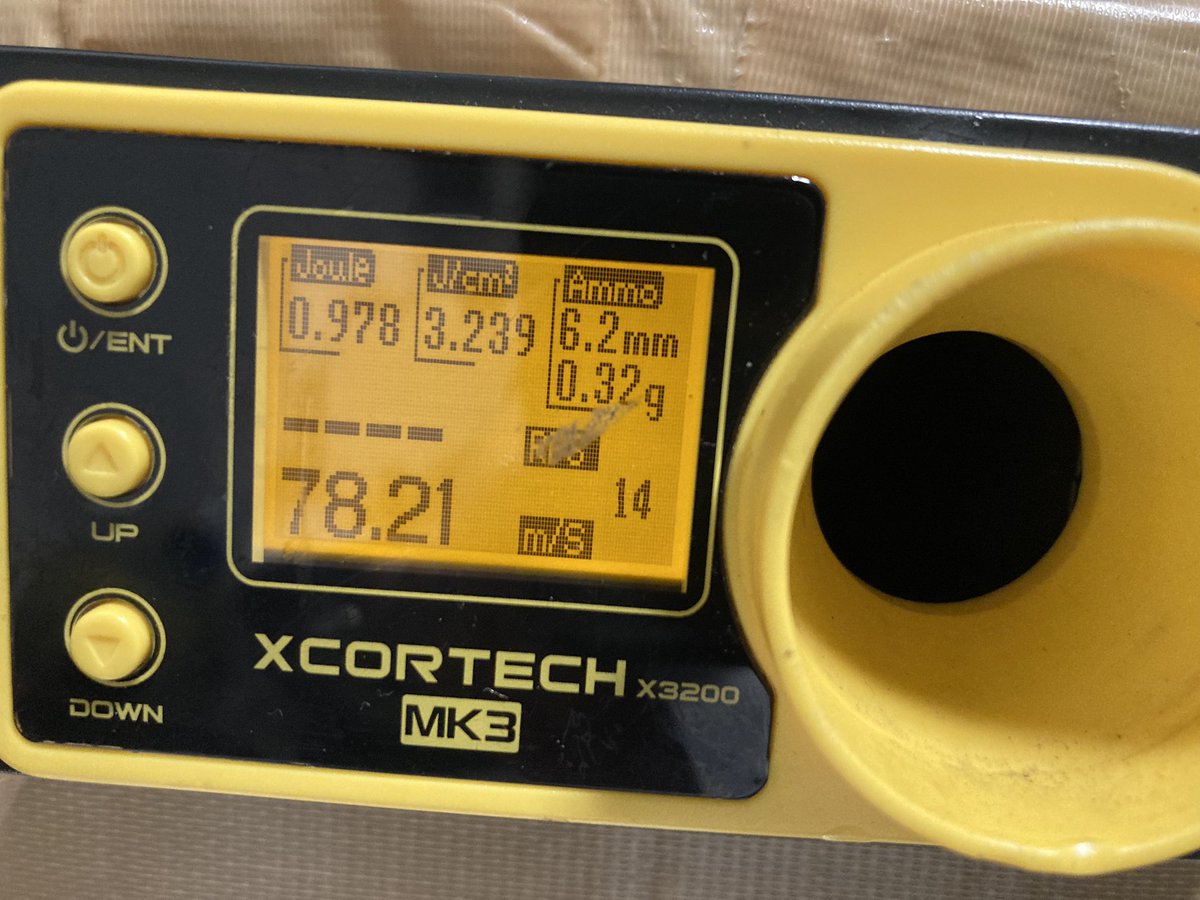 Joule J/cm² Ammo
0.978 3.239 6.2mm
0.32g
----
78.21 14
m/s
⏻/ENT
UP
DOWN
XCORTECH X3200
MK3